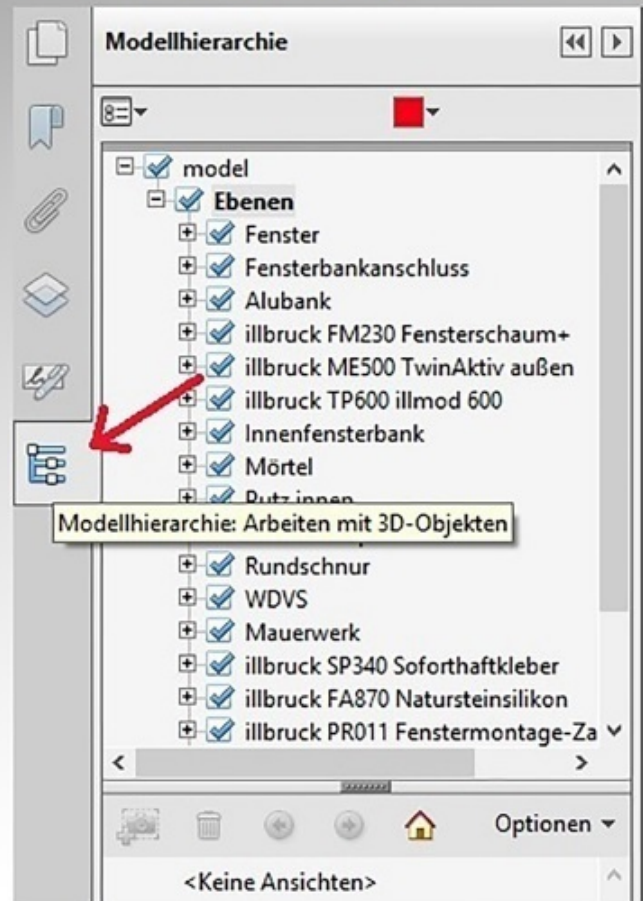 Modellhierarchie
model
Ebenen
Fenster
Fensterbankanschluss
Alubank
illbruck FM230 Fensterschaum+
illbruck ME500 TwinAktiv außen
illbruck TP600 illmod 600
Innenfensterbank
Mörtel
Putz innen
Modellhierarchie: Arbeiten mit 3D-Objekten
Rundschnur
WDVS
Mauerwerk
illbruck SP340 Soforthaftkleber
illbruck FA870 Natursteinsilikon
illbruck PR011 Fenstermontage-Za
Optionen
<Keine Ansichten>